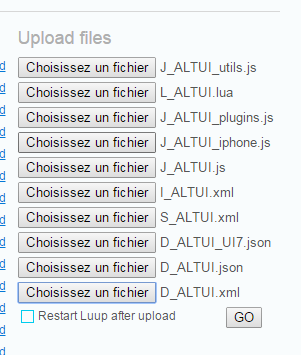 Upload files
d
Choisissez un fichier J_ALTUI_utils.js
d
Choisissez un fichier L_ALTUI.lua
d
Choisissez un fichier J_ALTUI_plugins.js
d
Choisissez un fichier J_ALTUI_iphone.js
d
Choisissez un fichier J_ALTUI.js
d
Choisissez un fichier I_ALTUI.xml
d
Choisissez un fichier S_ALTUI.xml
d
Choisissez un fichier D_ALTUI_UI7.json
d
Choisissez un fichier D_ALTUI.json
d
Choisissez un fichier D_ALTUI.xml
d
Restart Luup after upload GO
d
d